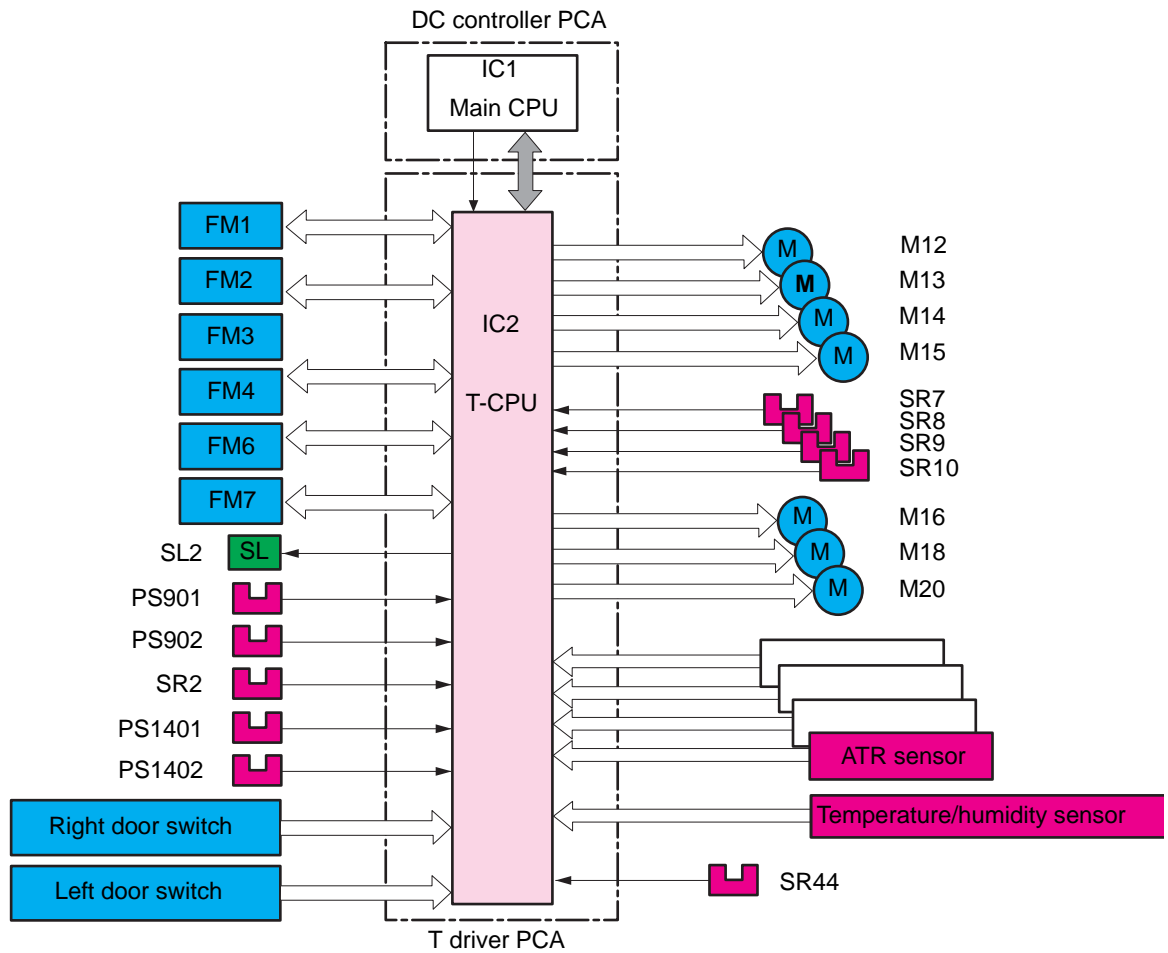 DC controller PCA
IC1
Main CPU
FM1
FM2
FM3
FM4
FM6
FM7
SL2
SL
PS901
PS902
SR2
PS1401
PS1402
Right door switch
Left door switch
IC2
T-CPU
M
M12
M
M13
M
M14
M
M15
SR7
SR8
SR9
SR10
M
M16
M
M18
M
M20
ATR sensor
Temperature/humidity sensor
SR44
T driver PCA